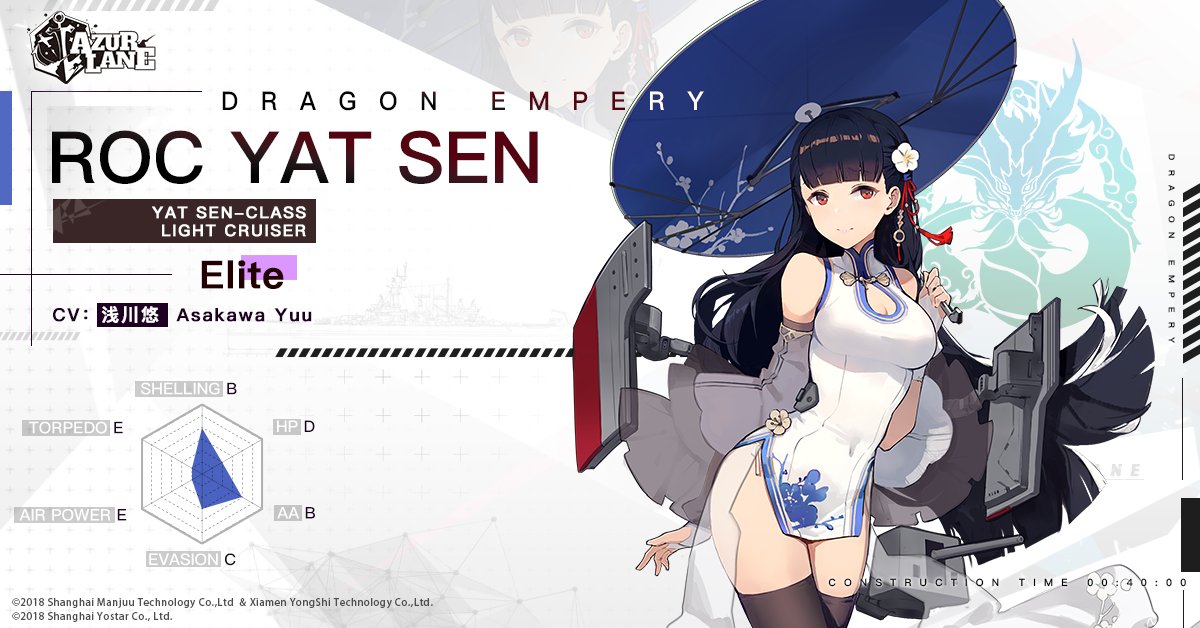 AZUR
LANE
DRAGON EMPERY
ROC YAT SEN
YAT SEN-CLASS
LIGHT CRUISER
Elite
CV: 浅川悠 Asakawa Yuu
SHELLING B
TORPEDO E
HP D
AIR POWER E
AA B
EVASION C
DRAGON EMPERY
CONSTRUCTION TIME 00:40:00
©2018 Shanghai Manjuu Technology Co.,Ltd & Xiamen YongShi Technology Co.,Ltd.
©2018 Shanghai Yostar Co., Ltd.